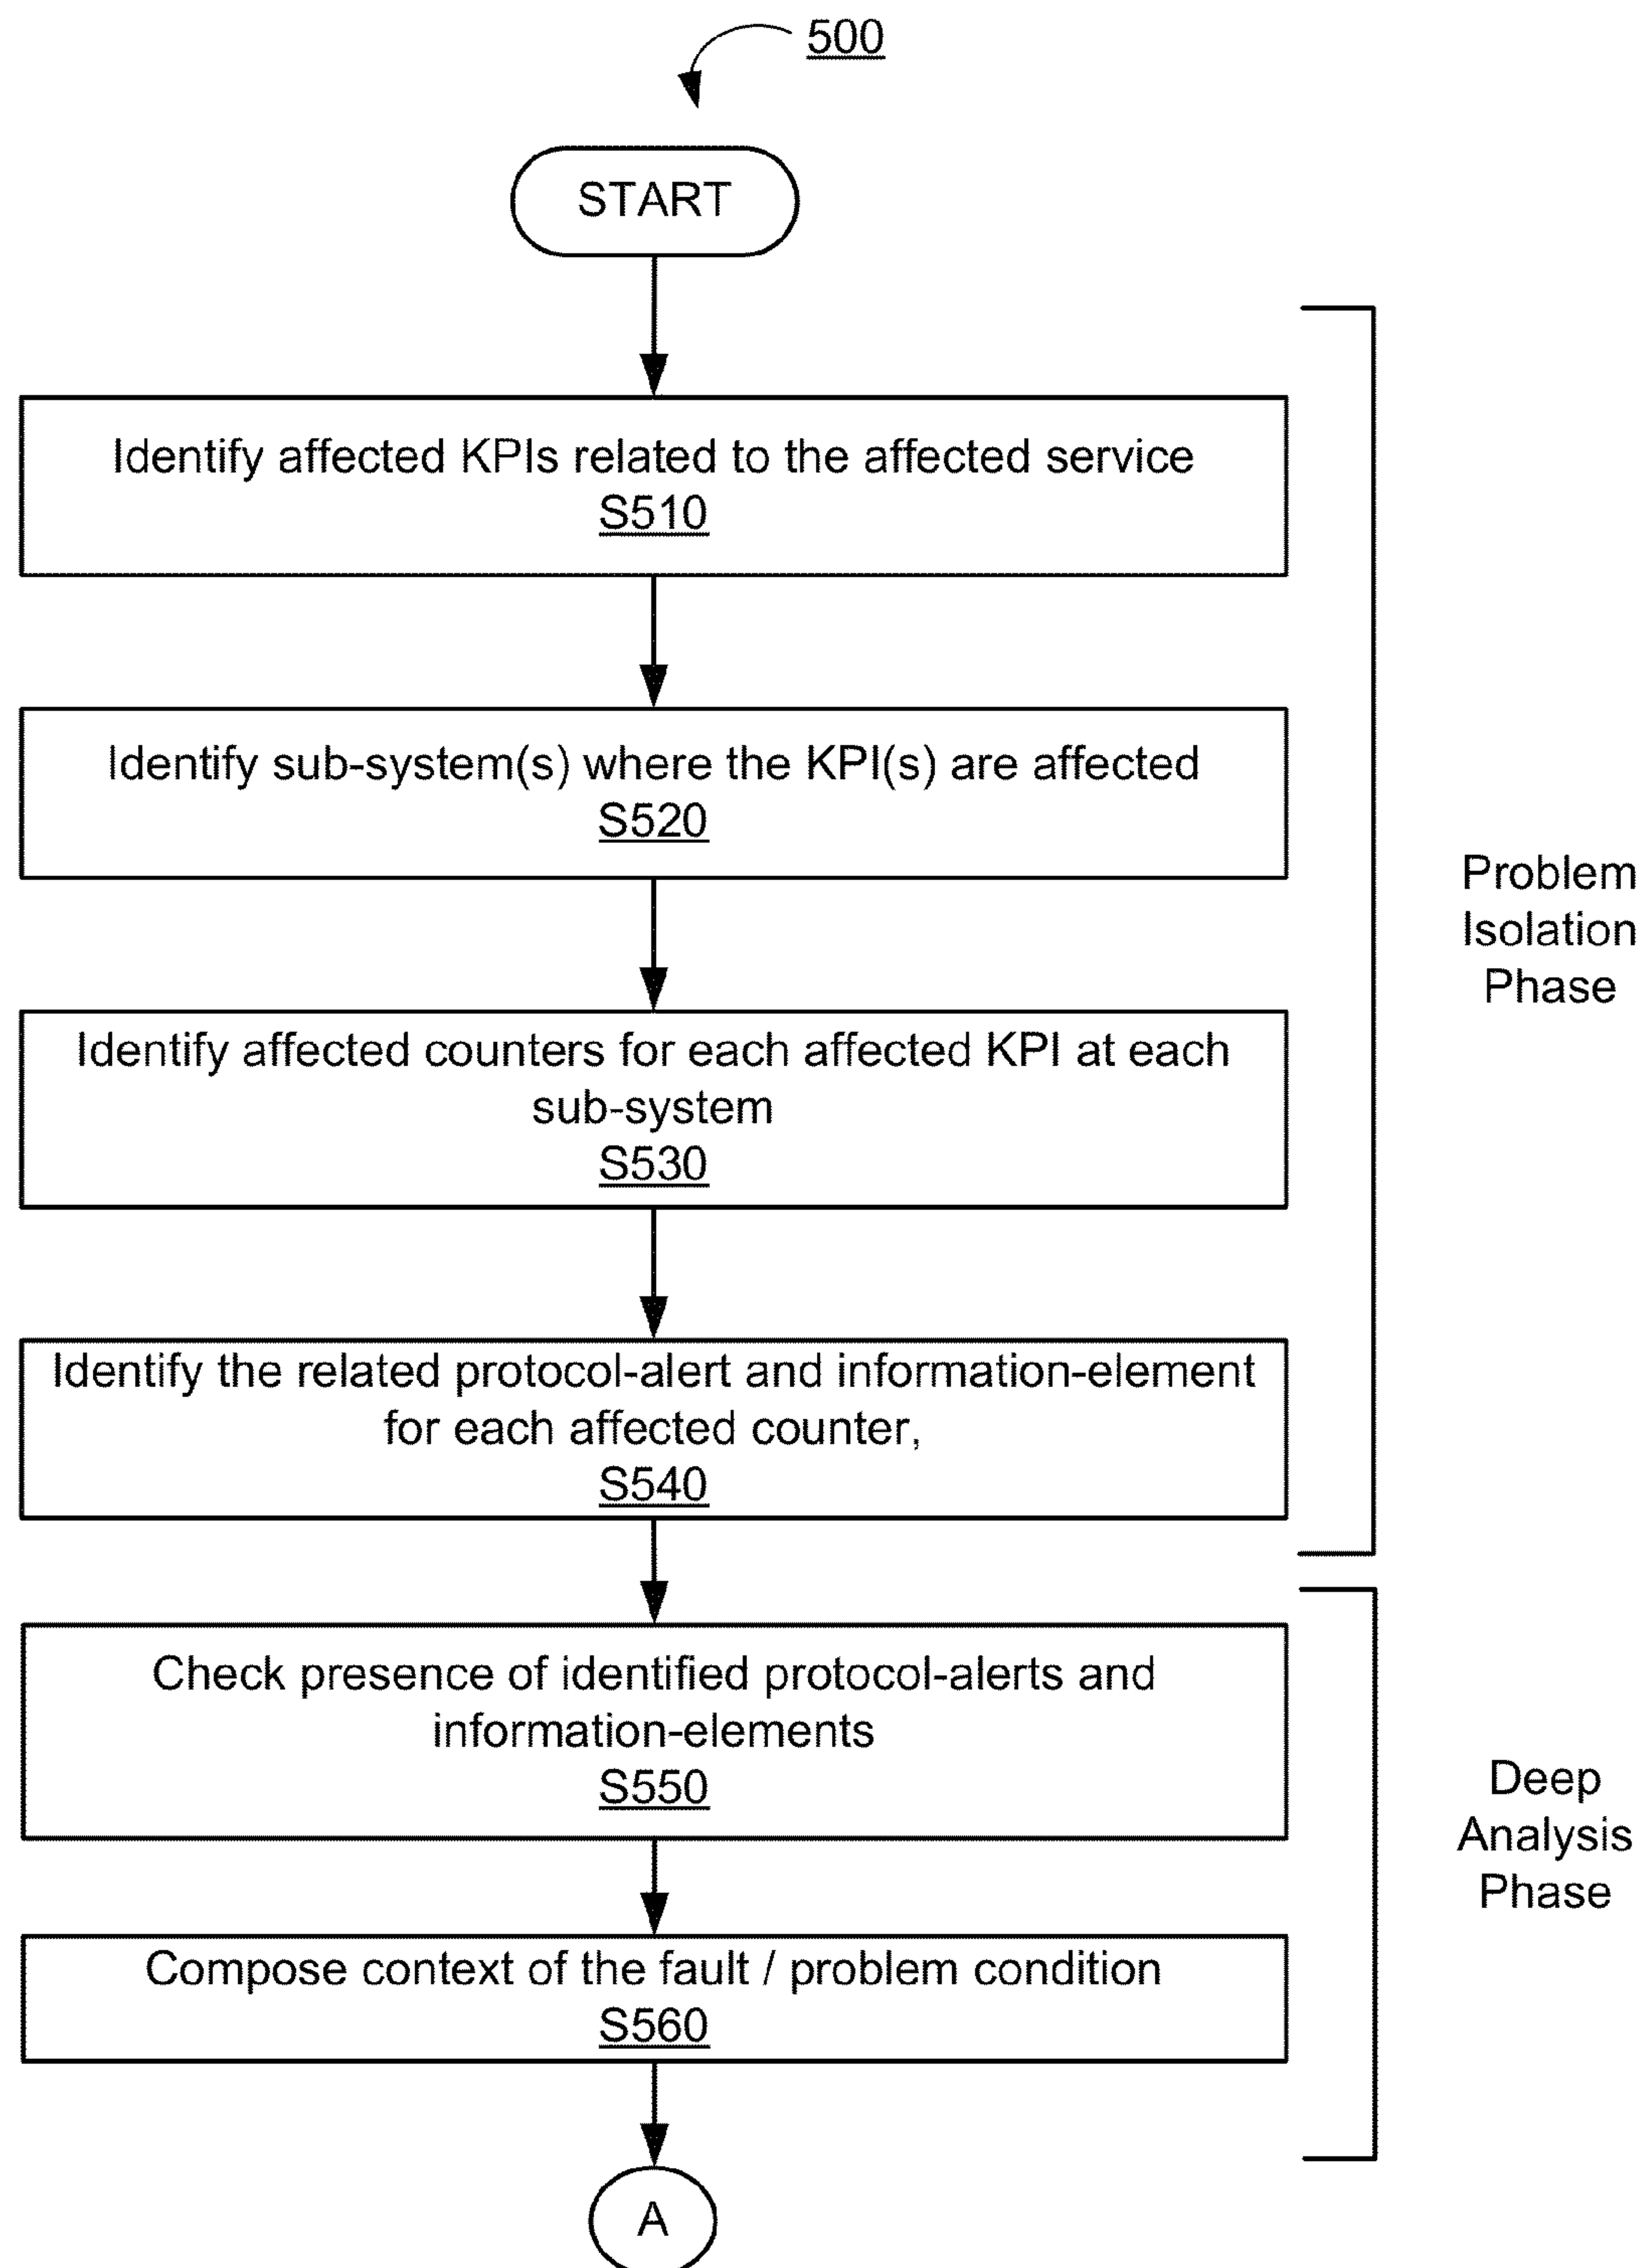 500
START
Identify affected KPIs related to the affected service
S510
Identify sub-system(s) where the KPI(s) are affected
S520
Identify affected counters for each affected KPI at each
sub-system
S530
Identify the related protocol-alert and information-element
for each affected counter,
S540
Problem
Isolation
Phase
Check presence of identified protocol-alerts and
information-elements
S550
Compose context of the fault / problem condition
S560
Deep
Analysis
Phase
A